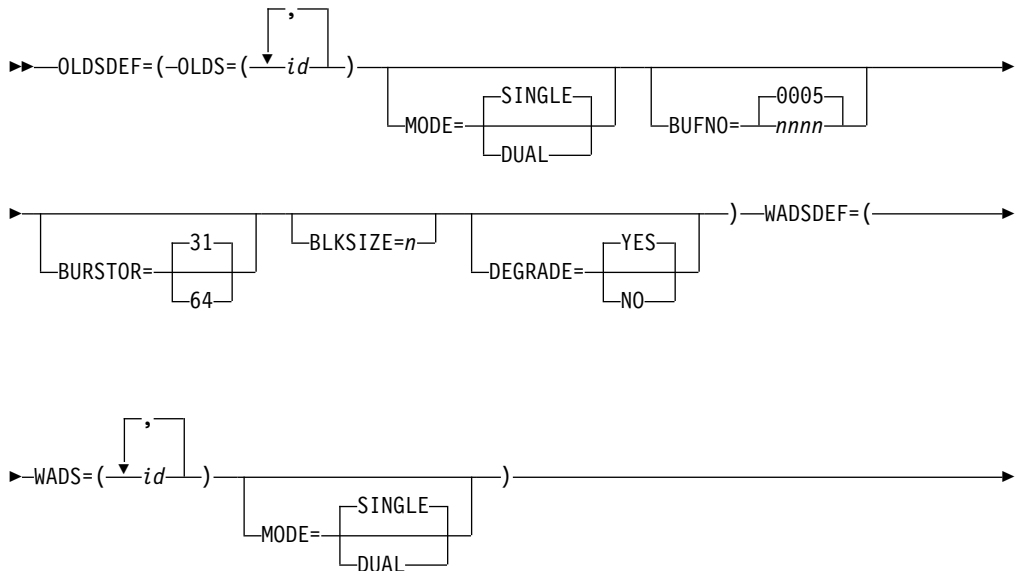 ,
OLDSDEF=( OLDS=( id )
MODE= SINGLE DUAL
BUFNO= 0005 nnnn
BURSTOR= 31 64
BLKSIZE=n
DEGRADE= YES NO
) WADSDEF=(
,
WADS=( id )
MODE= SINGLE DUAL
)